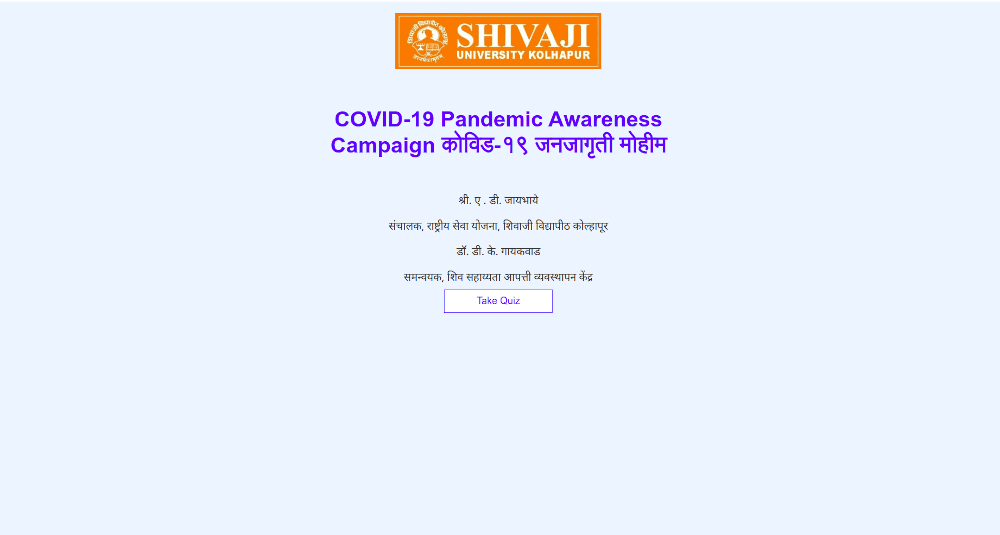 SHIVAJI
UNIVERSITY KOLHAPUR
COVID-19 Pandemic Awareness
Campaign कोविड-१९ जनजागृती मोहीम
श्री. ए . डी. जायभाये
संचालक, राष्ट्रीय सेवा योजना, शिवाजी विद्यापीठ कोल्हापूर
डॉ. डी. के. गायकवाड
समन्वयक, शिव सहाय्यता आपत्ती व्यवस्थापन केंद्र
Take Quiz